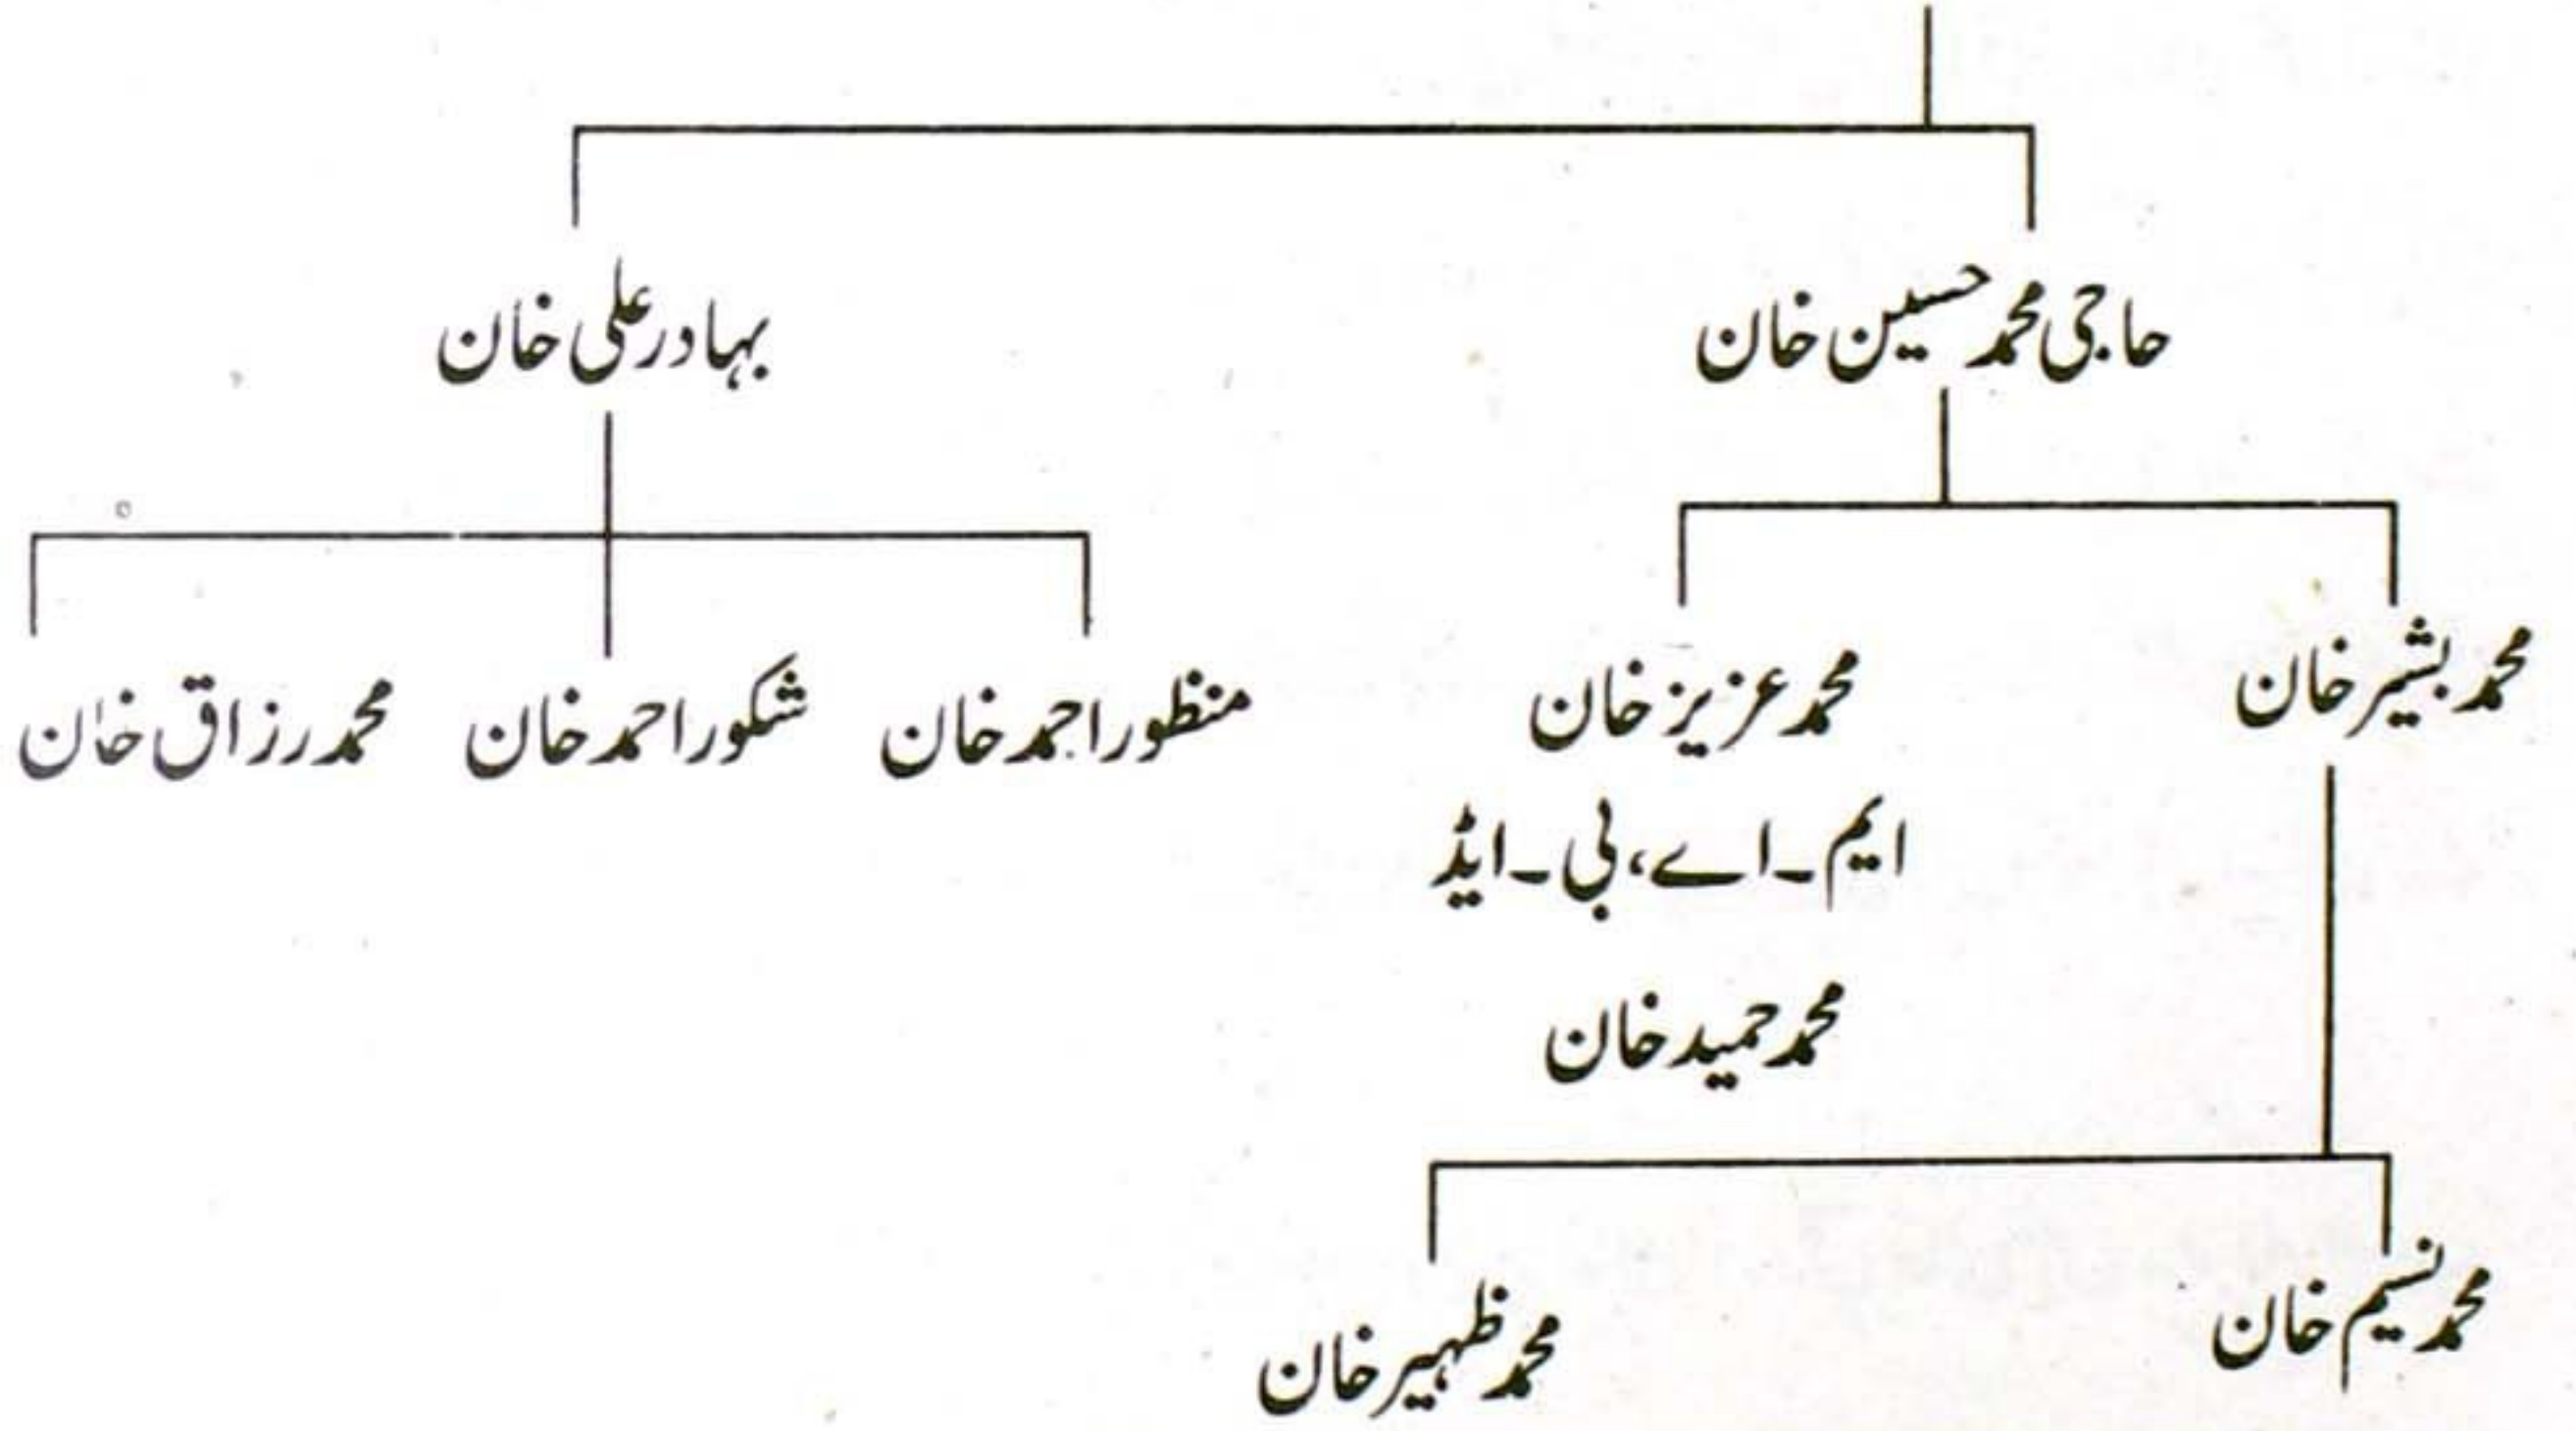 حاجی محمد حسین خان
بہادر علی خان
محمد بشیر خان
محمد عزیز خان
ایم۔اے، بی۔ایڈ
منظور احمد خان
شکور احمد خان
محمد رزاق خان
محمد حمید خان
محمد نسیم خان
محمد ظہیر خان